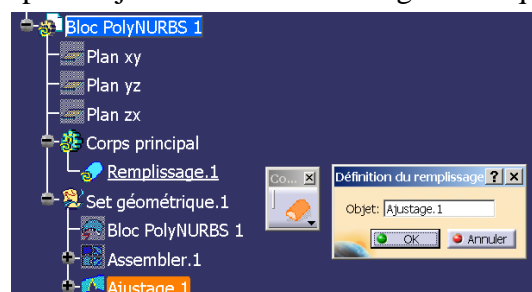 Bloc PolyNURBS 1
Plan xy
Plan yz
Plan zx
Corps principal
Remplissage.1
Set géométrique.1
Bloc PolyNURBS 1
Assembler.1
Ajustage.1
Co...
Définition du remplissage
Objet: Ajustage.1
OK Annuler